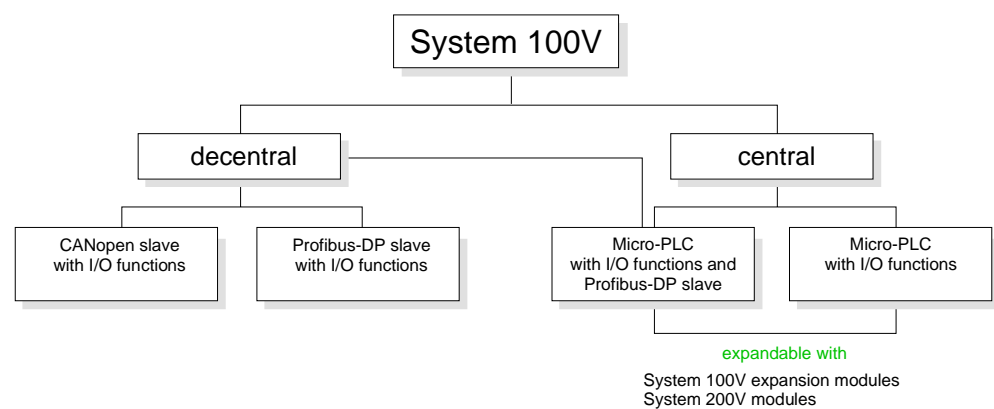 System 100V
decentral
central
CANopen slave
with I/O functions
Profibus-DP slave
with I/O functions
Micro-PLC
with I/O functions and
Profibus-DP slave
Micro-PLC
with I/O functions
expandable with
System 100V expansion modules
System 200V modules